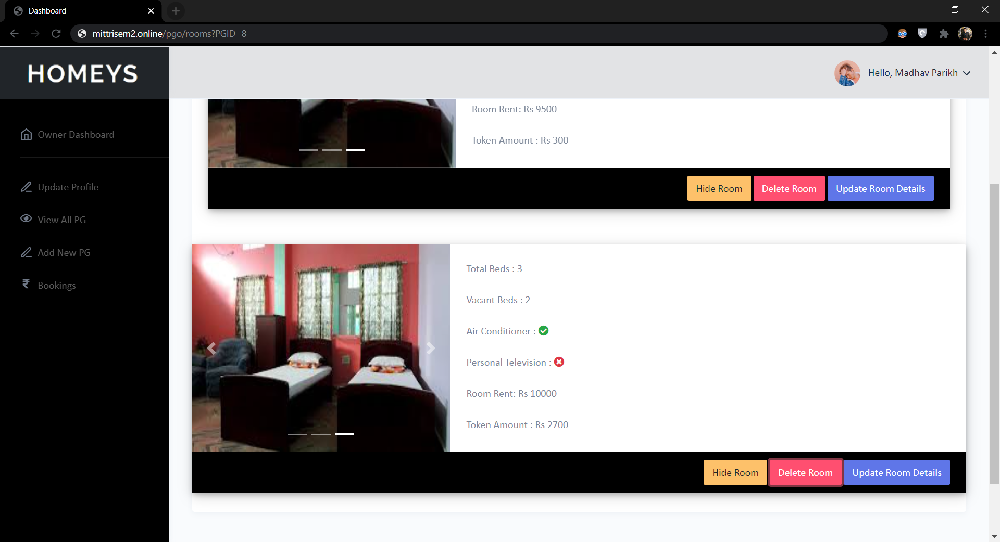 Dashboard
mittrisem2.online/pgo/rooms?PGID=8
HOMEYS
Hello, Madhav Parikh
Owner Dashboard
Update Profile
View All PG
Add New PG
Bookings
Room Rent: Rs 9500
Token Amount : Rs 300
Hide Room
Delete Room
Update Room Details
Total Beds : 3
Vacant Beds : 2
Air Conditioner :
Personal Television :
Room Rent: Rs 10000
Token Amount : Rs 2700
Hide Room
Delete Room
Update Room Details